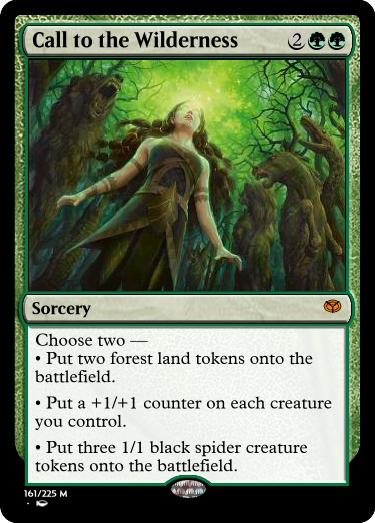 Call to the Wilderness 2
Sorcery
Choose two —
• Put two forest land tokens onto the
battlefield.
• Put a +1/+1 counter on each creature
you control.
• Put three 1/1 black spider creature
tokens onto the battlefield.
161/225 M